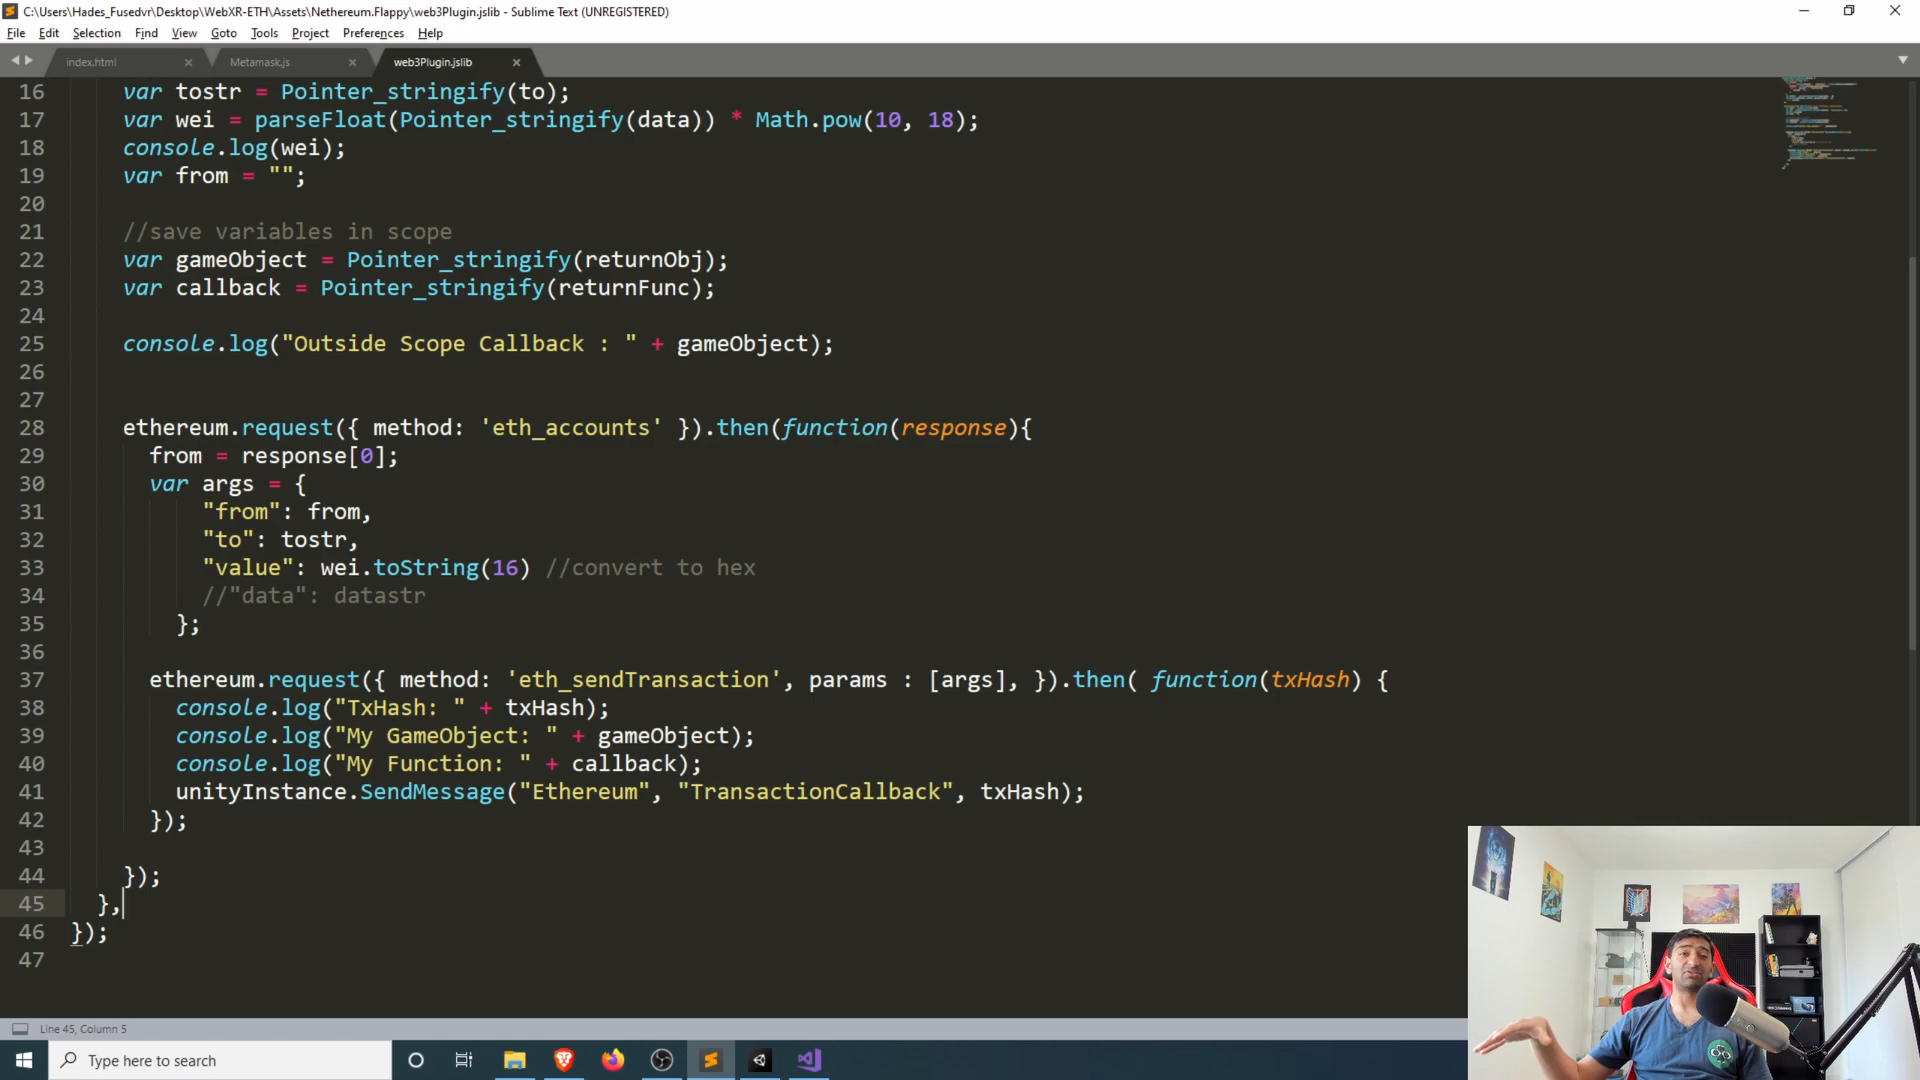 C:\Users\Hades_Fusedvr\Desktop\WebXR-ETH\Assets\Nethereum.Flappy\web3Plugin.jslib - Sublime Text (UNREGISTERED)
File Edit Selection Find View Goto Tools Project Preferences Help
index.html Metamask.js web3Plugin.jslib
16 var tostr = Pointer_stringify(to);
17 var wei = parseFloat(Pointer_stringify(data)) * Math.pow(10, 18);
18 console.log(wei);
19 var from = "";
20
21 //save variables in scope
22 var gameObject = Pointer_stringify(returnObj);
23 var callback = Pointer_stringify(returnFunc);
24
25 console.log("Outside Scope Callback : " + gameObject);
26
27
28 ethereum.request({ method: 'eth_accounts' }).then(function(response){
29 from = response[0];
30 var args = {
31 "from": from,
32 "to": tostr,
33 "value": wei.toString(16) //convert to hex
34 //"data": datastr
35 };
36
37 ethereum.request({ method: 'eth_sendTransaction', params : [args], }).then( function(txHash) {
38 console.log("TxHash: " + txHash);
39 console.log("My GameObject: " + gameObject);
40 console.log("My Function: " + callback);
41 unityInstance.SendMessage("Ethereum", "TransactionCallback", txHash);
42 });
43
44 });
45 },
46 });
47
Line 45, Column 5
Type here to search